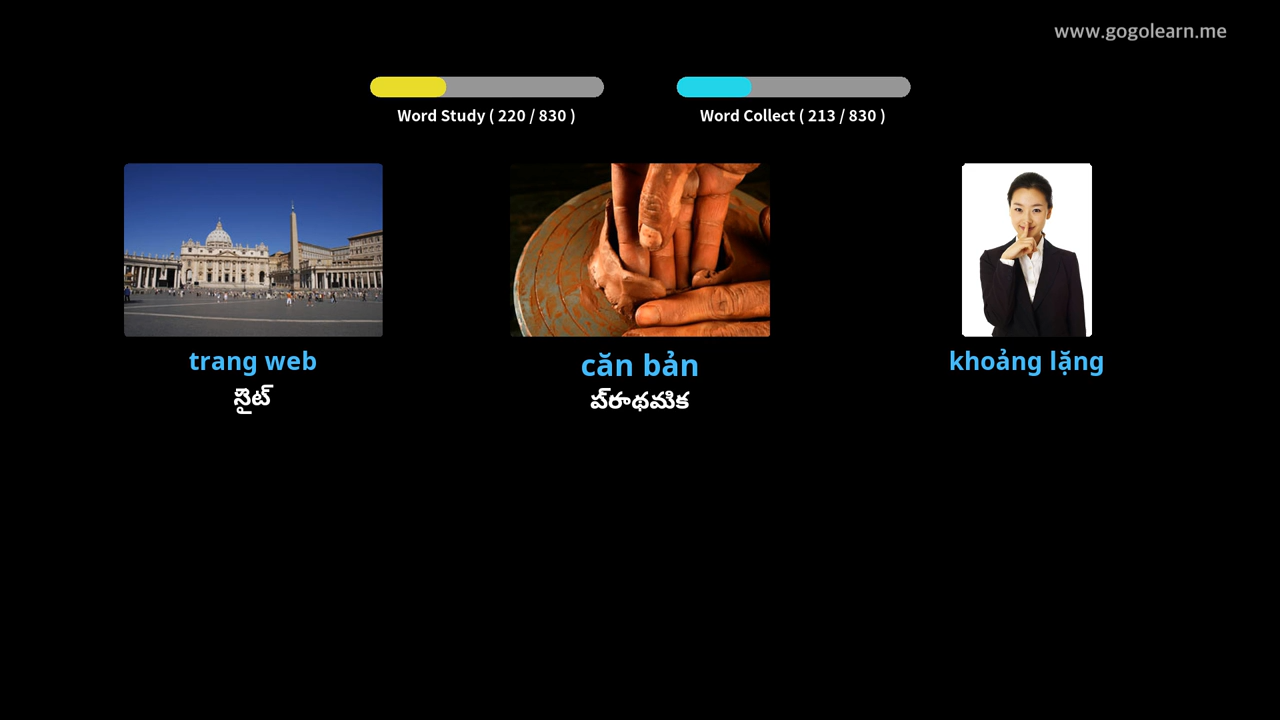 www.gogolearn.me
Word Study ( 220 / 830 )
Word Collect ( 213 / 830 )
trang web
căn bản
khoảng lặng
సైట్
ప్రాథమిక